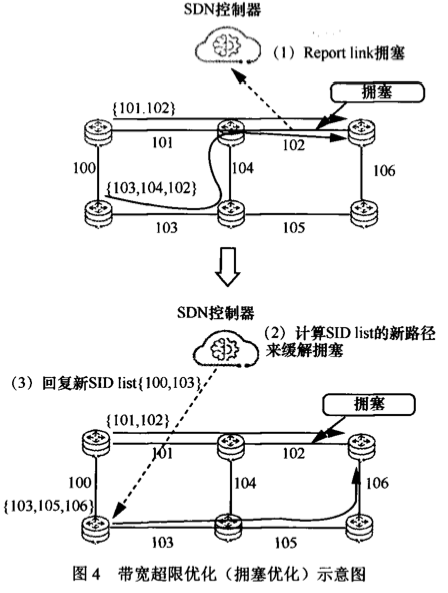 SDN控制器
(1) Report link拥塞
拥塞
{101,102}
101
102
100
104
106
{103,104,102}
103
105
SDN控制器
(2) 计算SID list的新路径
来缓解拥塞
(3) 回复新SID list{100,103}
拥塞
{101,102}
101
102
100
104
106
{103,105,106}
103
105
图 4 带宽超限优化（拥塞优化）示意图